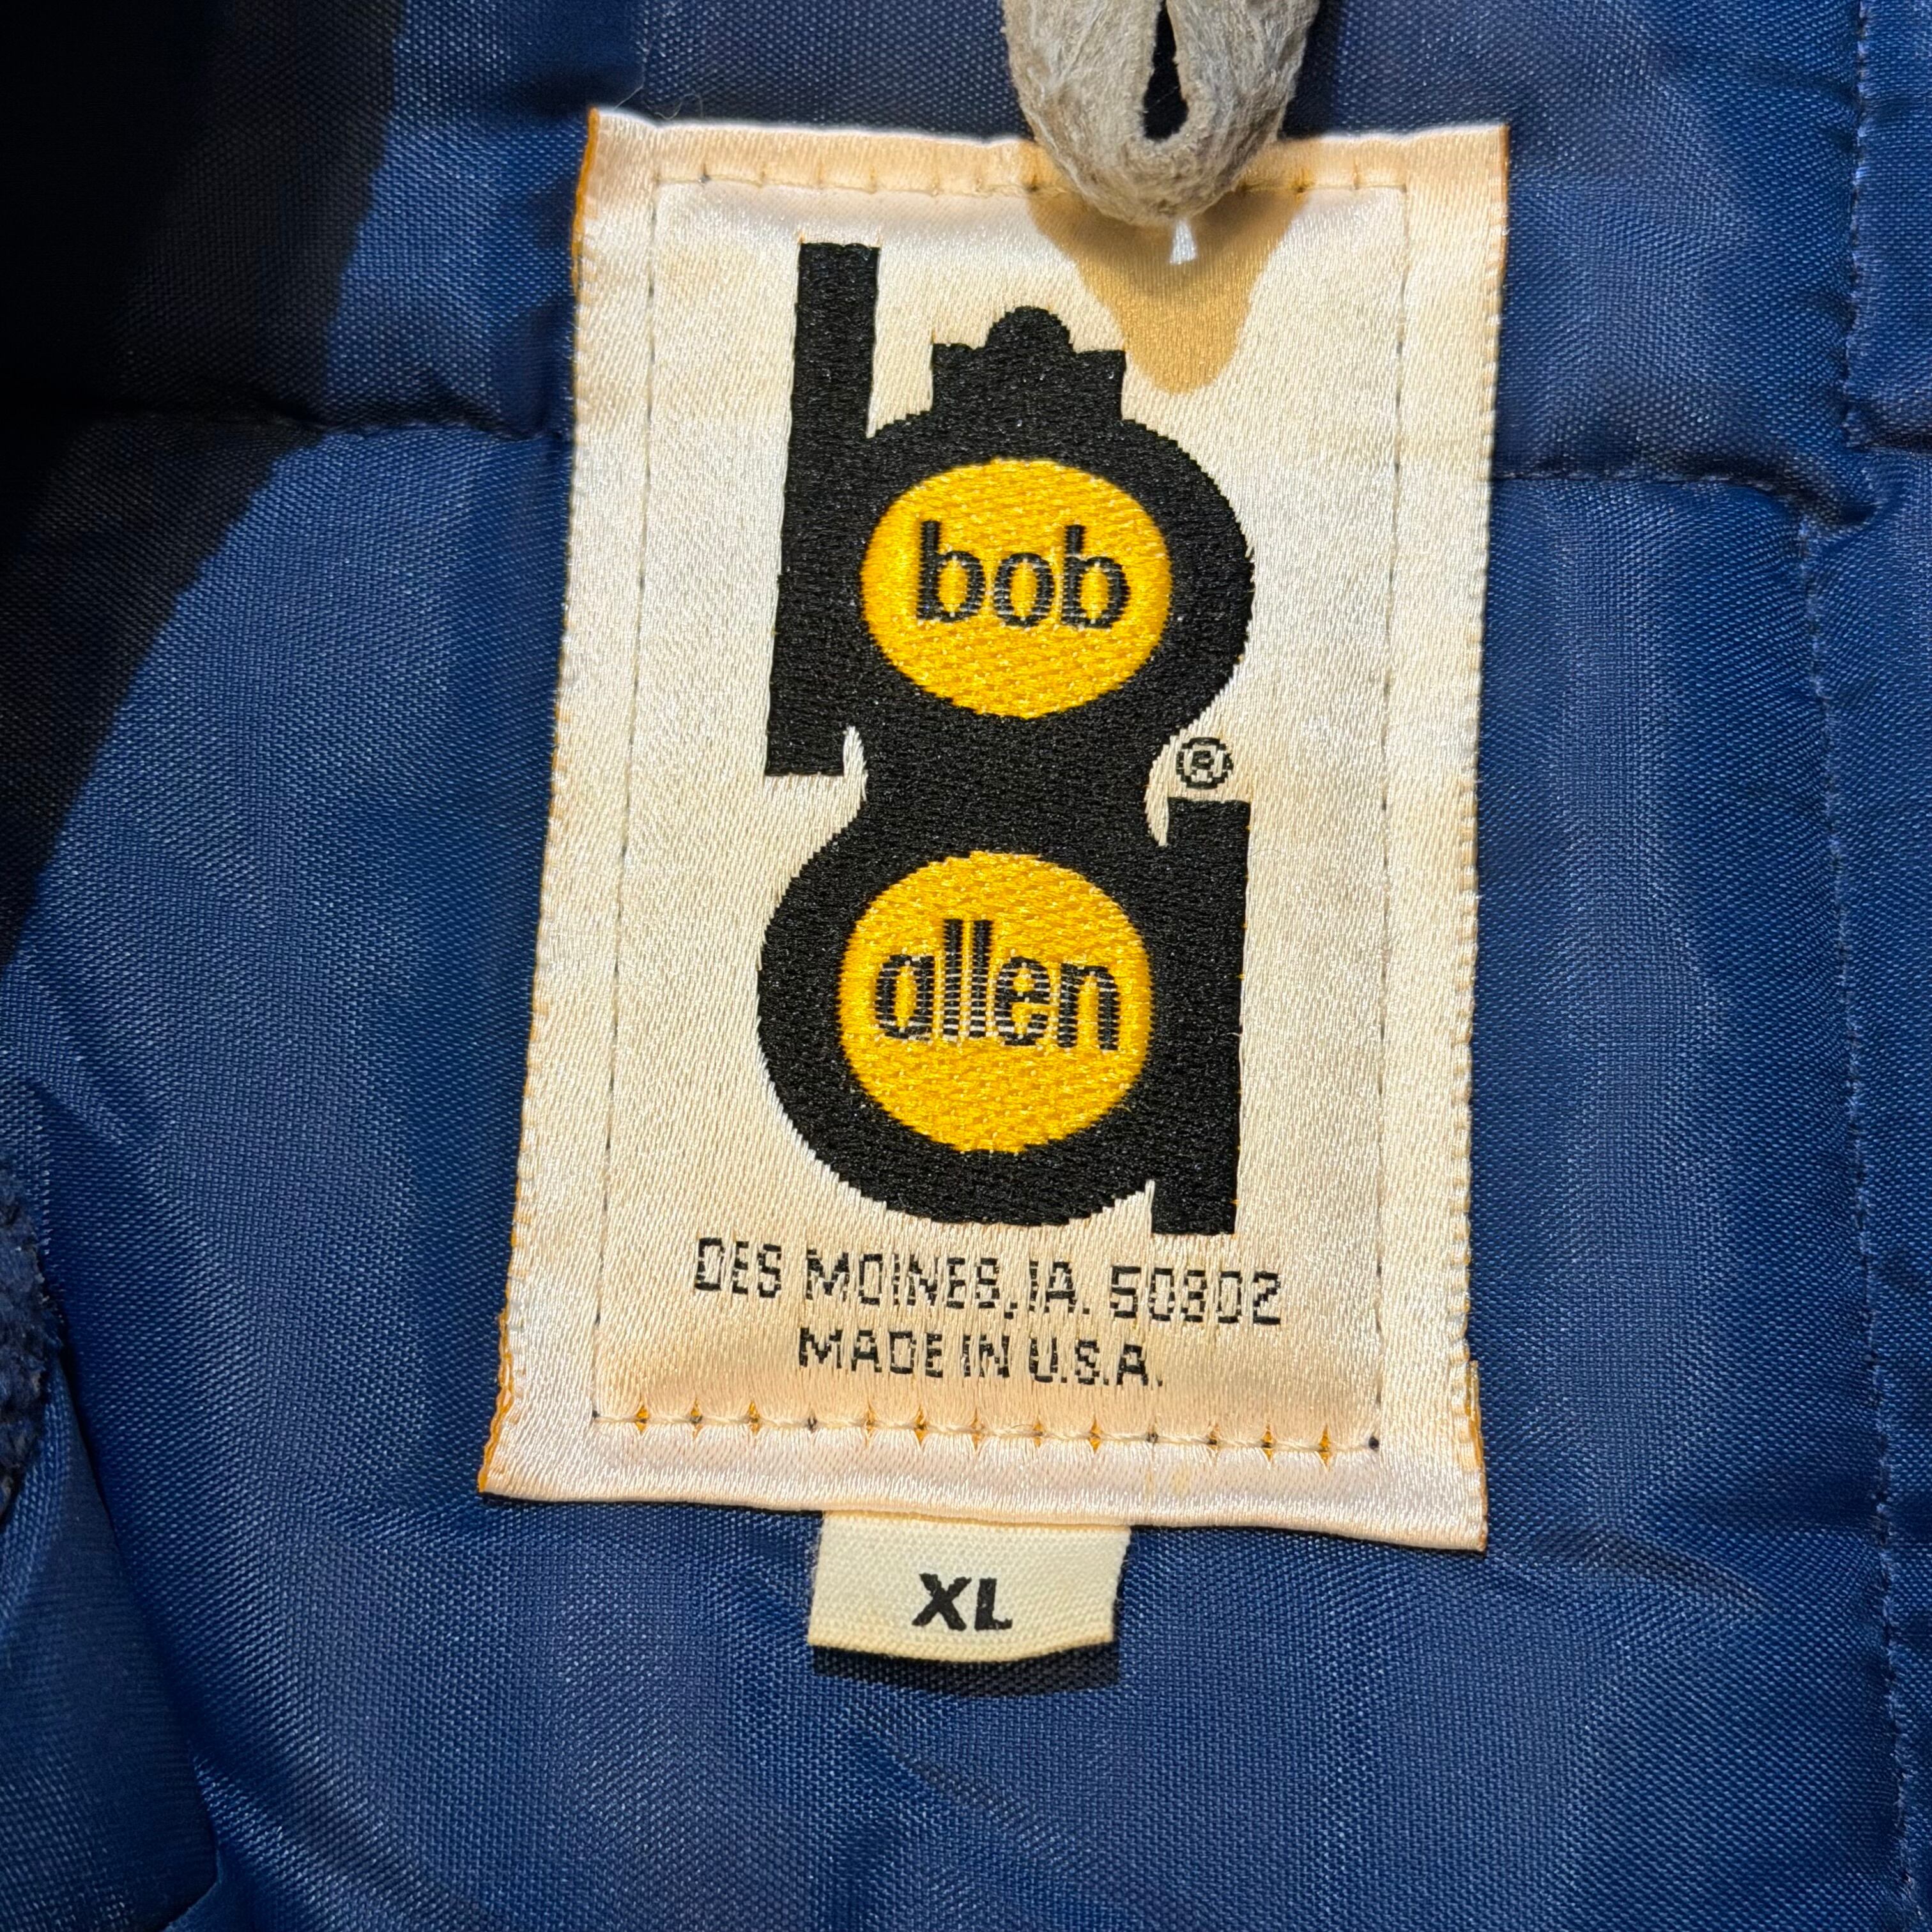 bob
®
allen
DES MOINES, IA. 50302
MADE IN U.S.A.
XL